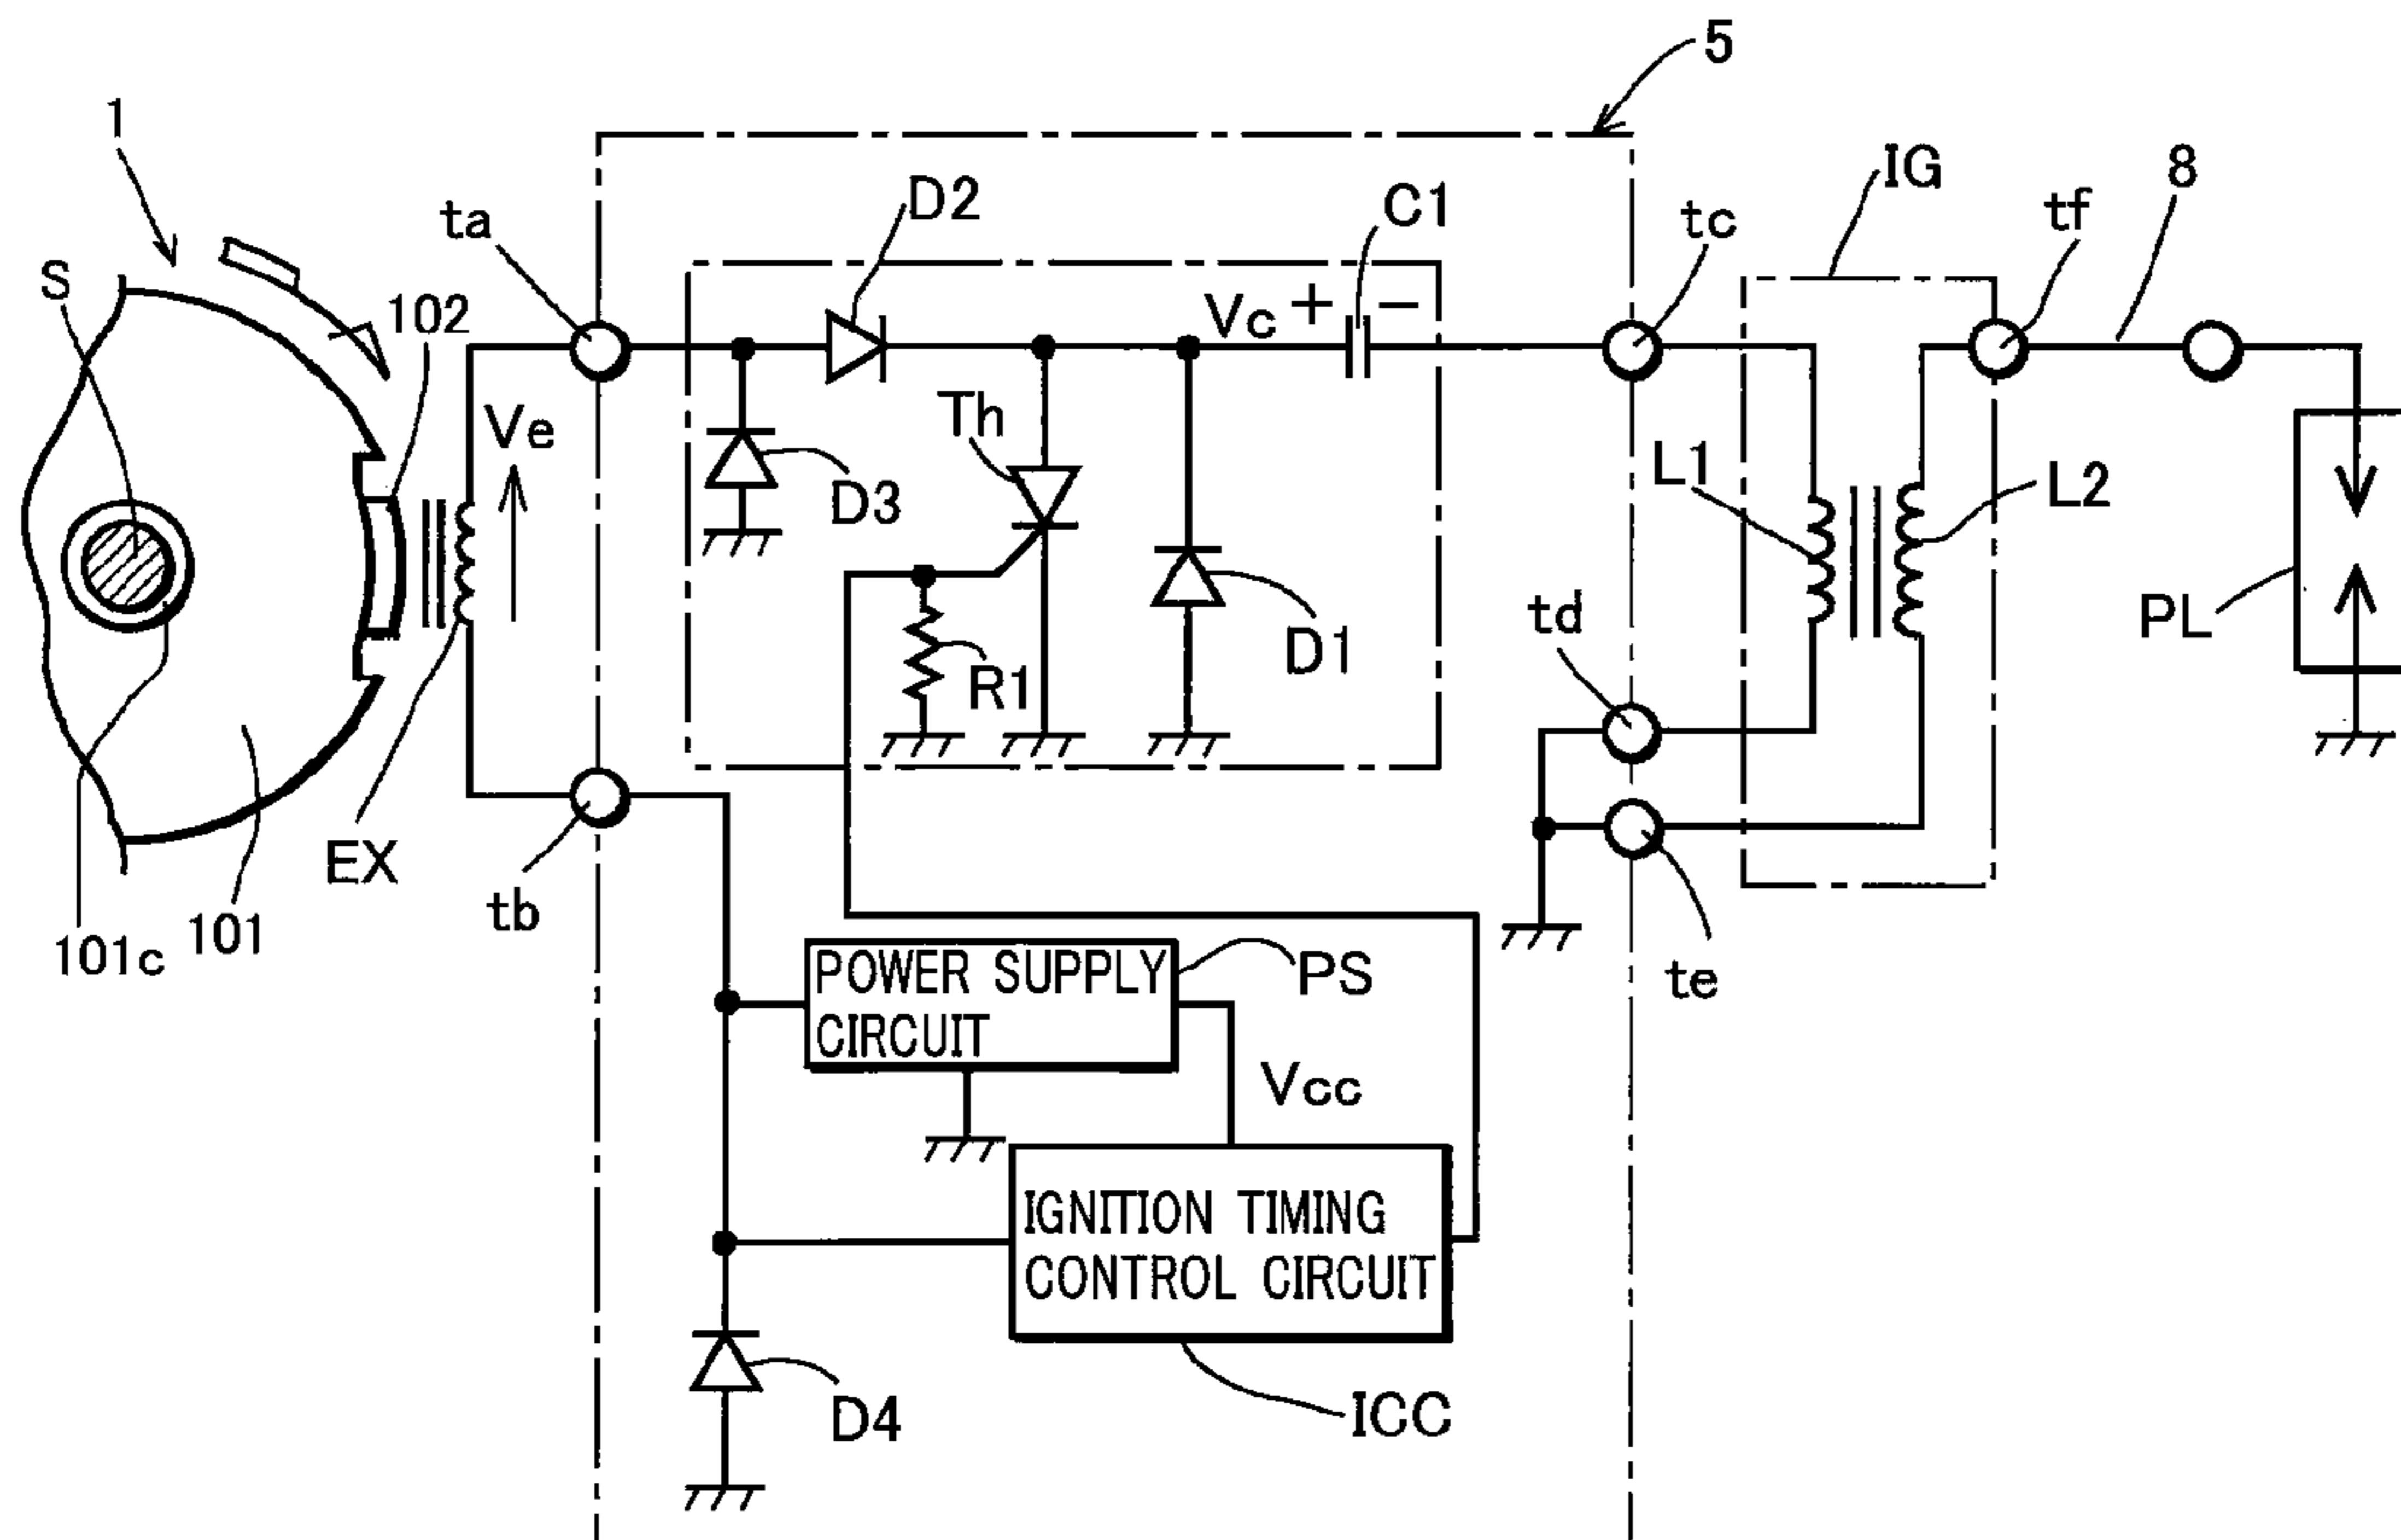 5
1
IG
8
D2
C1
ta
tc
tf
S
102
Vc
+
−
Ve
Th
L1
L2
D3
td
D1
PL
R1
EX
tb
101
101c
te
POWER SUPPLY
CIRCUIT
PS
Vcc
IGNITION TIMING
CONTROL CIRCUIT
D4
ICC